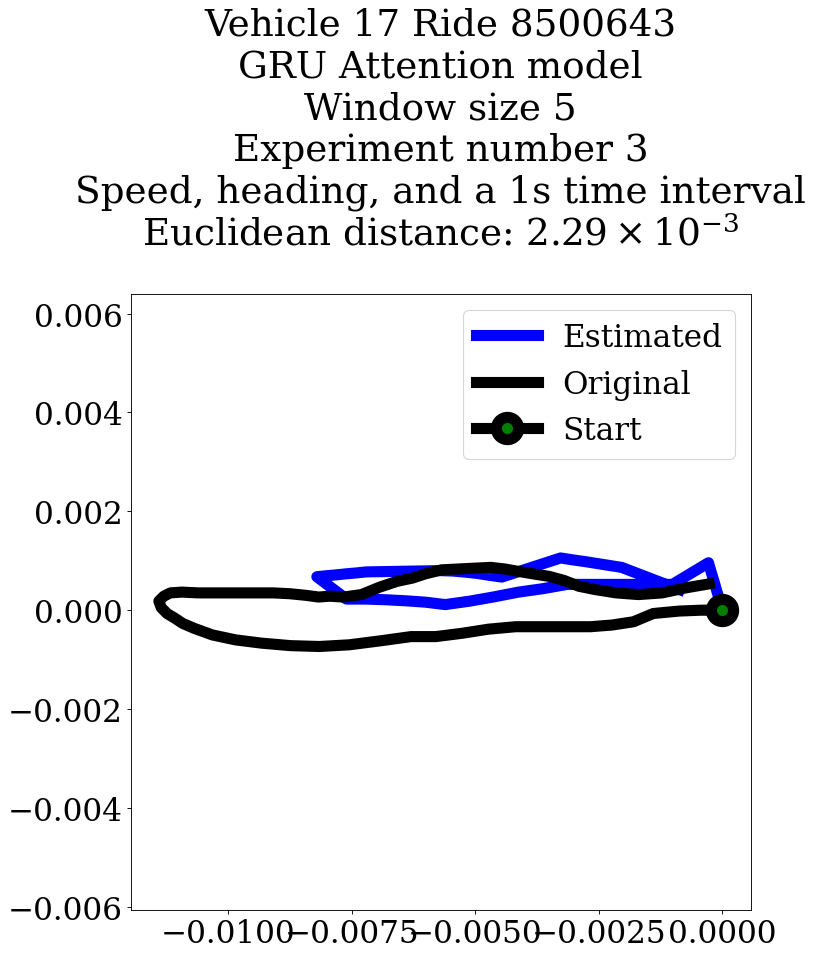 Vehicle 17 Ride 8500643
GRU Attention model
Window size 5
Experiment number 3
Speed, heading, and a 1s time interval
Euclidean distance: 2.29 × 10⁻³
Estimated
Original
Start
0.006
0.004
0.002
0.000
−0.002
−0.004
−0.006
−0.0100 −0.0075 −0.0050 −0.0025 0.0000